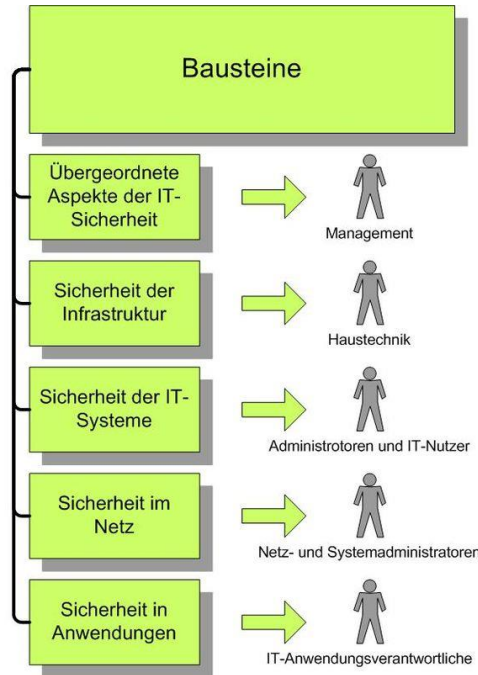 Bausteine
Übergeordnete
Aspekte der IT-
Sicherheit
Management
Sicherheit der
Infrastruktur
Haustechnik
Sicherheit der IT-
Systeme
Administrotoren und IT-Nutzer
Sicherheit im
Netz
Netz- und Systemadministratoren
Sicherheit in
Anwendungen
IT-Anwendungsverantwortliche